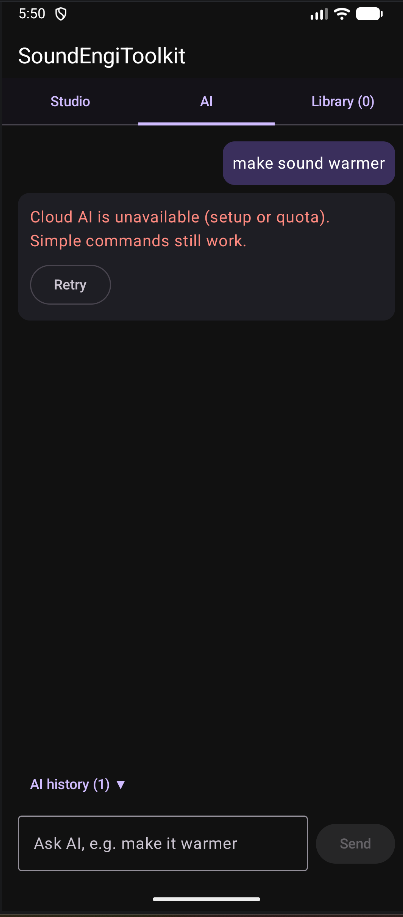 5:50
SoundEngiToolkit
Studio
AI
Library (0)
make sound warmer
Cloud AI is unavailable (setup or quota).
Simple commands still work.
Retry
AI history (1) ▼
Ask AI, e.g. make it warmer
Send